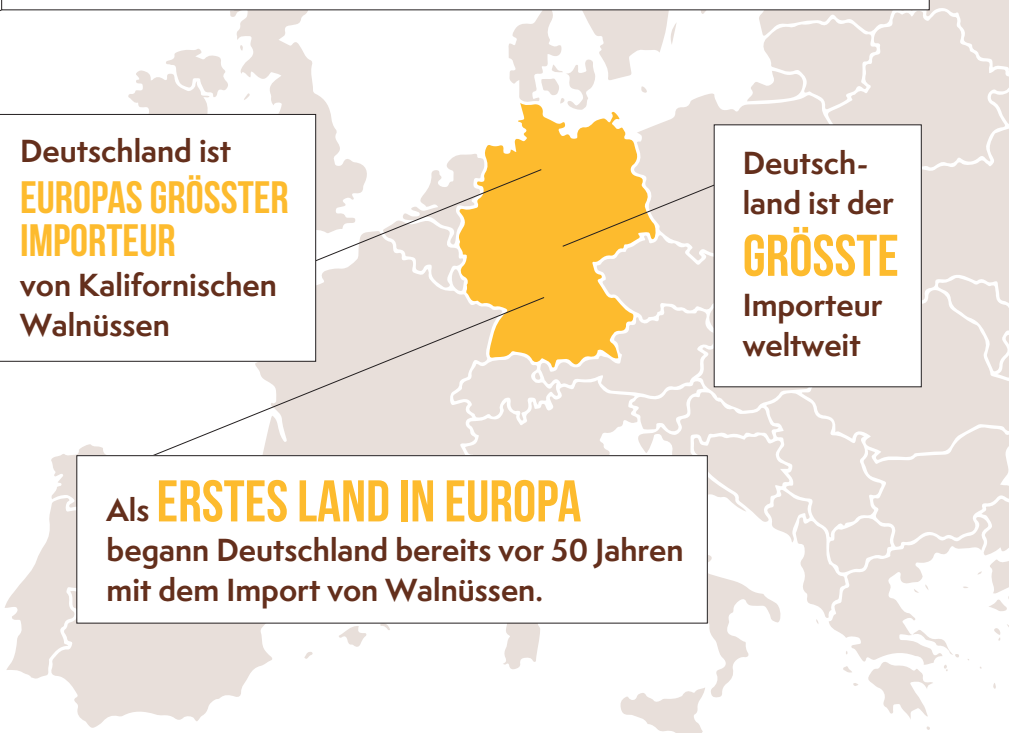 Deutschland ist
EUROPAS GRÖSSTER
IMPORTEUR
von Kalifornischen
Walnüssen
Deutsch-
land ist der
GRÖSSTE
Importeur
weltweit
Als ERSTES LAND IN EUROPA
begann Deutschland bereits vor 50 Jahren
mit dem Import von Walnüssen.